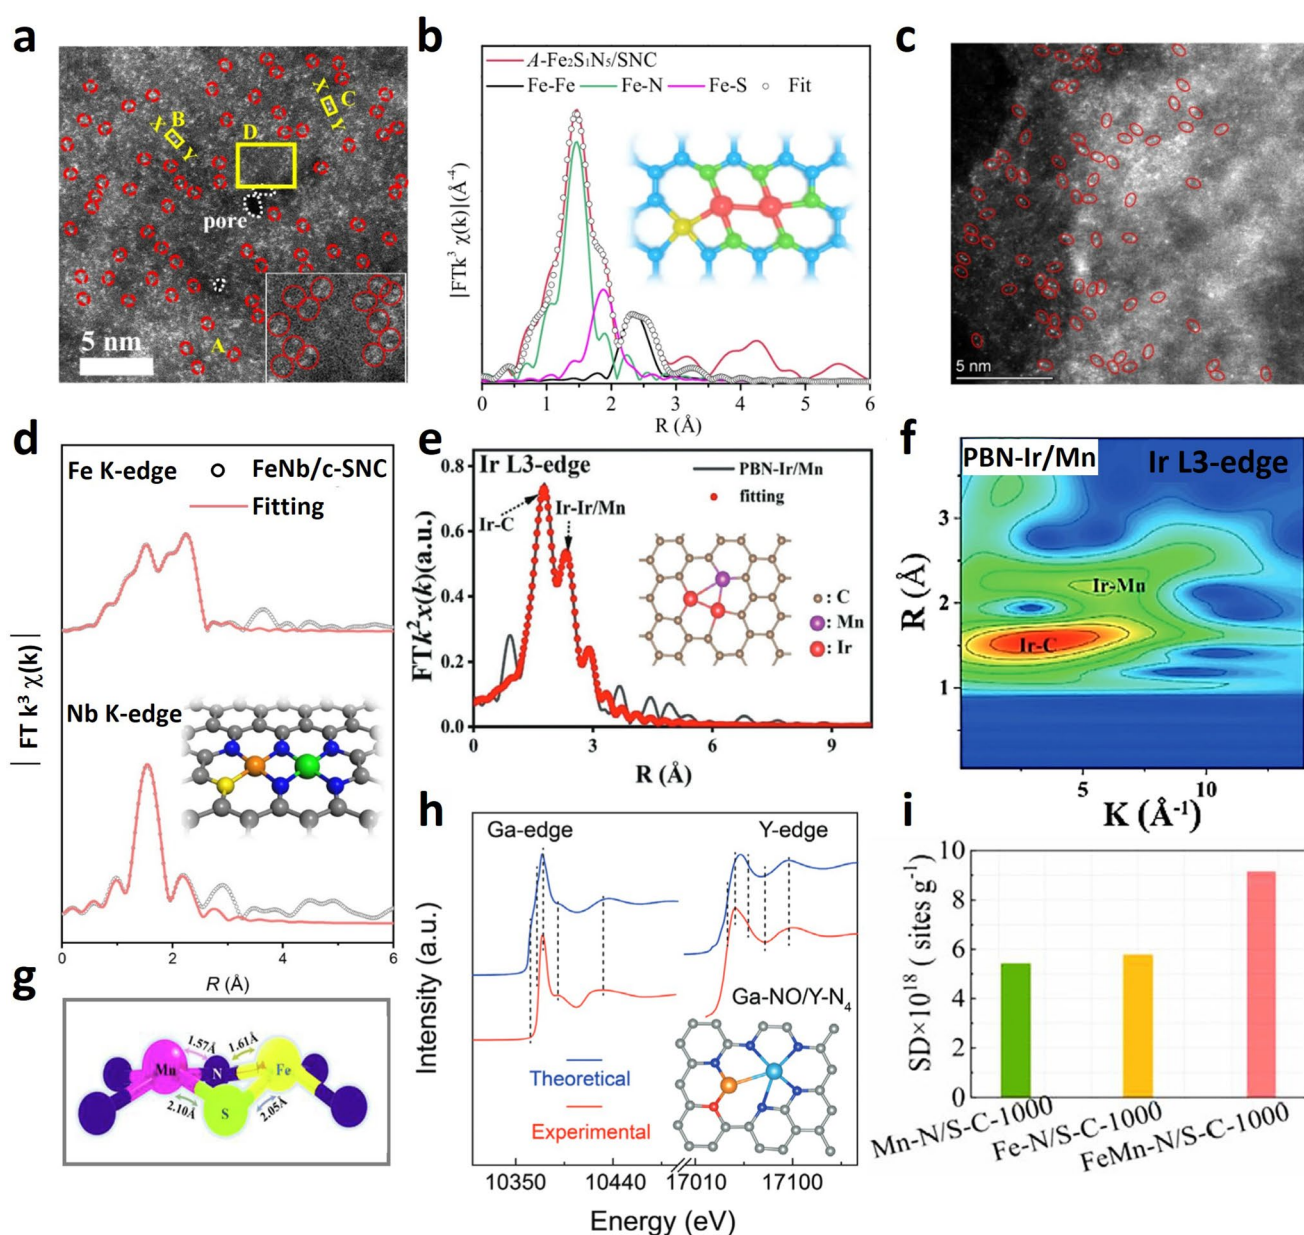 a
X
B
Y
D
X
C
Y
pore
A
5 nm
b
A-Fe₂S₁N₅/SNC
Fe-Fe Fe-N Fe-S Fit
|FTk³ χ(k)|(Å⁻⁴)
0 1 2 3 4 5 6
R (Å)
c
5 nm
d
Fe K-edge FeNb/c-SNC
Fitting
Nb K-edge
| FT k³ χ(k) |
0 2 4 6
R (Å)
e
Ir L3-edge
PBN-Ir/Mn
fitting
Ir-C
Ir-Ir/Mn
: C
: Mn
: Ir
FTk²x(k)(a.u.)
0.8
0.6
0.4
0.2
0.0
0 3 6 9
R (Å)
f
PBN-Ir/Mn Ir L3-edge
Ir-Mn
Ir-C
R (Å)
3
2
1
5 10
K (Å⁻¹)
g
1.57Å 1.61Å
Mn N Fe
S
2.10Å 2.05Å
h
Ga-edge Y-edge
Ga-NO/Y-N₄
Theoretical
Experimental
Intensity (a.u.)
10350 10440 17010 17100
Energy (eV)
i
SD×10¹⁸ ( sites g⁻¹)
10
8
6
4
2
0
Mn-N/S-C-1000
Fe-N/S-C-1000
FeMn-N/S-C-1000